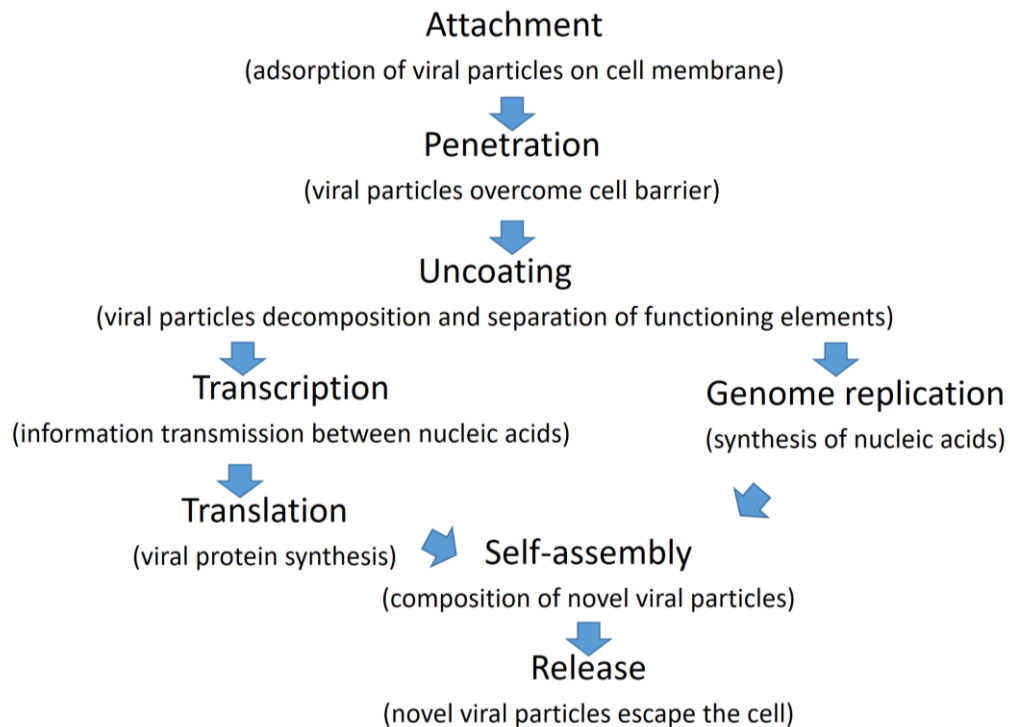 Attachment
(adsorption of viral particles on cell membrane)
Penetration
(viral particles overcome cell barrier)
Uncoating
(viral particles decomposition and separation of functioning elements)
Transcription
(information transmission between nucleic acids)
Genome replication
(synthesis of nucleic acids)
Translation
(viral protein synthesis)
Self-assembly
(composition of novel viral particles)
Release
(novel viral particles escape the cell)